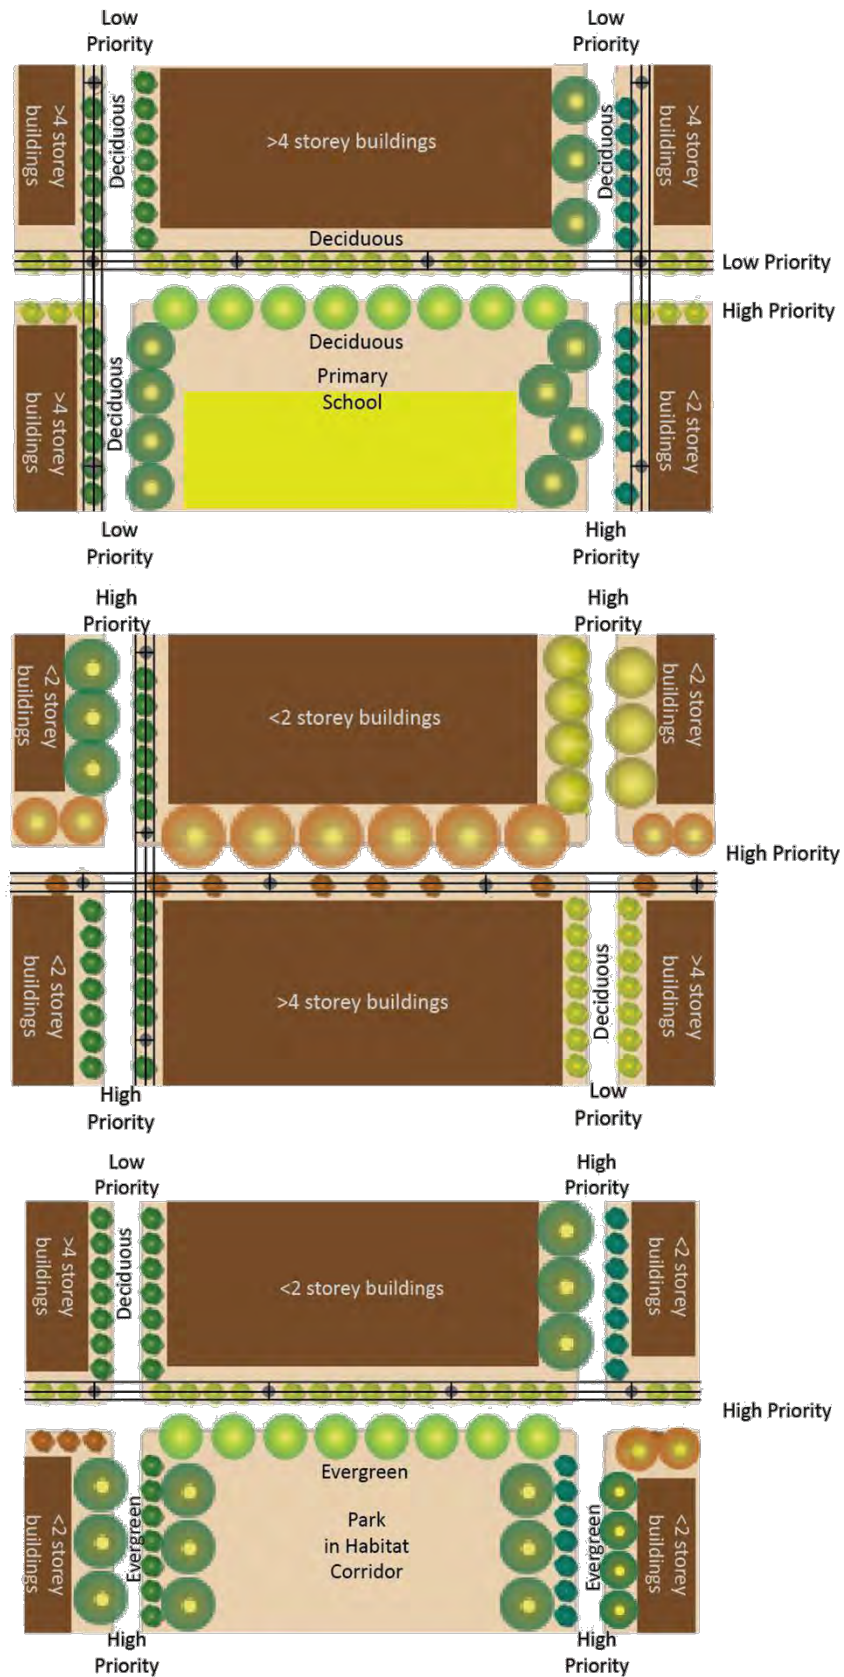 Low
Priority
Low
Priority
>4 storey
buildings
Deciduous
>4 storey buildings
Deciduous
>4 storey
buildings
Deciduous
Low Priority
High Priority
>4 storey
buildings
Deciduous
Deciduous
Primary
School
<2 storey
buildings
Low
Priority
High
Priority
High
Priority
High
Priority
<2 storey
buildings
<2 storey buildings
<2 storey
buildings
High Priority
<2 storey
buildings
>4 storey buildings
Deciduous
>4 storey
buildings
High
Priority
Low
Priority
Low
Priority
High
Priority
>4 storey
buildings
Deciduous
<2 storey buildings
<2 storey
buildings
High Priority
<2 storey
buildings
Evergreen
Evergreen
Park
in Habitat
Corridor
Evergreen
<2 storey
buildings
High
Priority
High
Priority